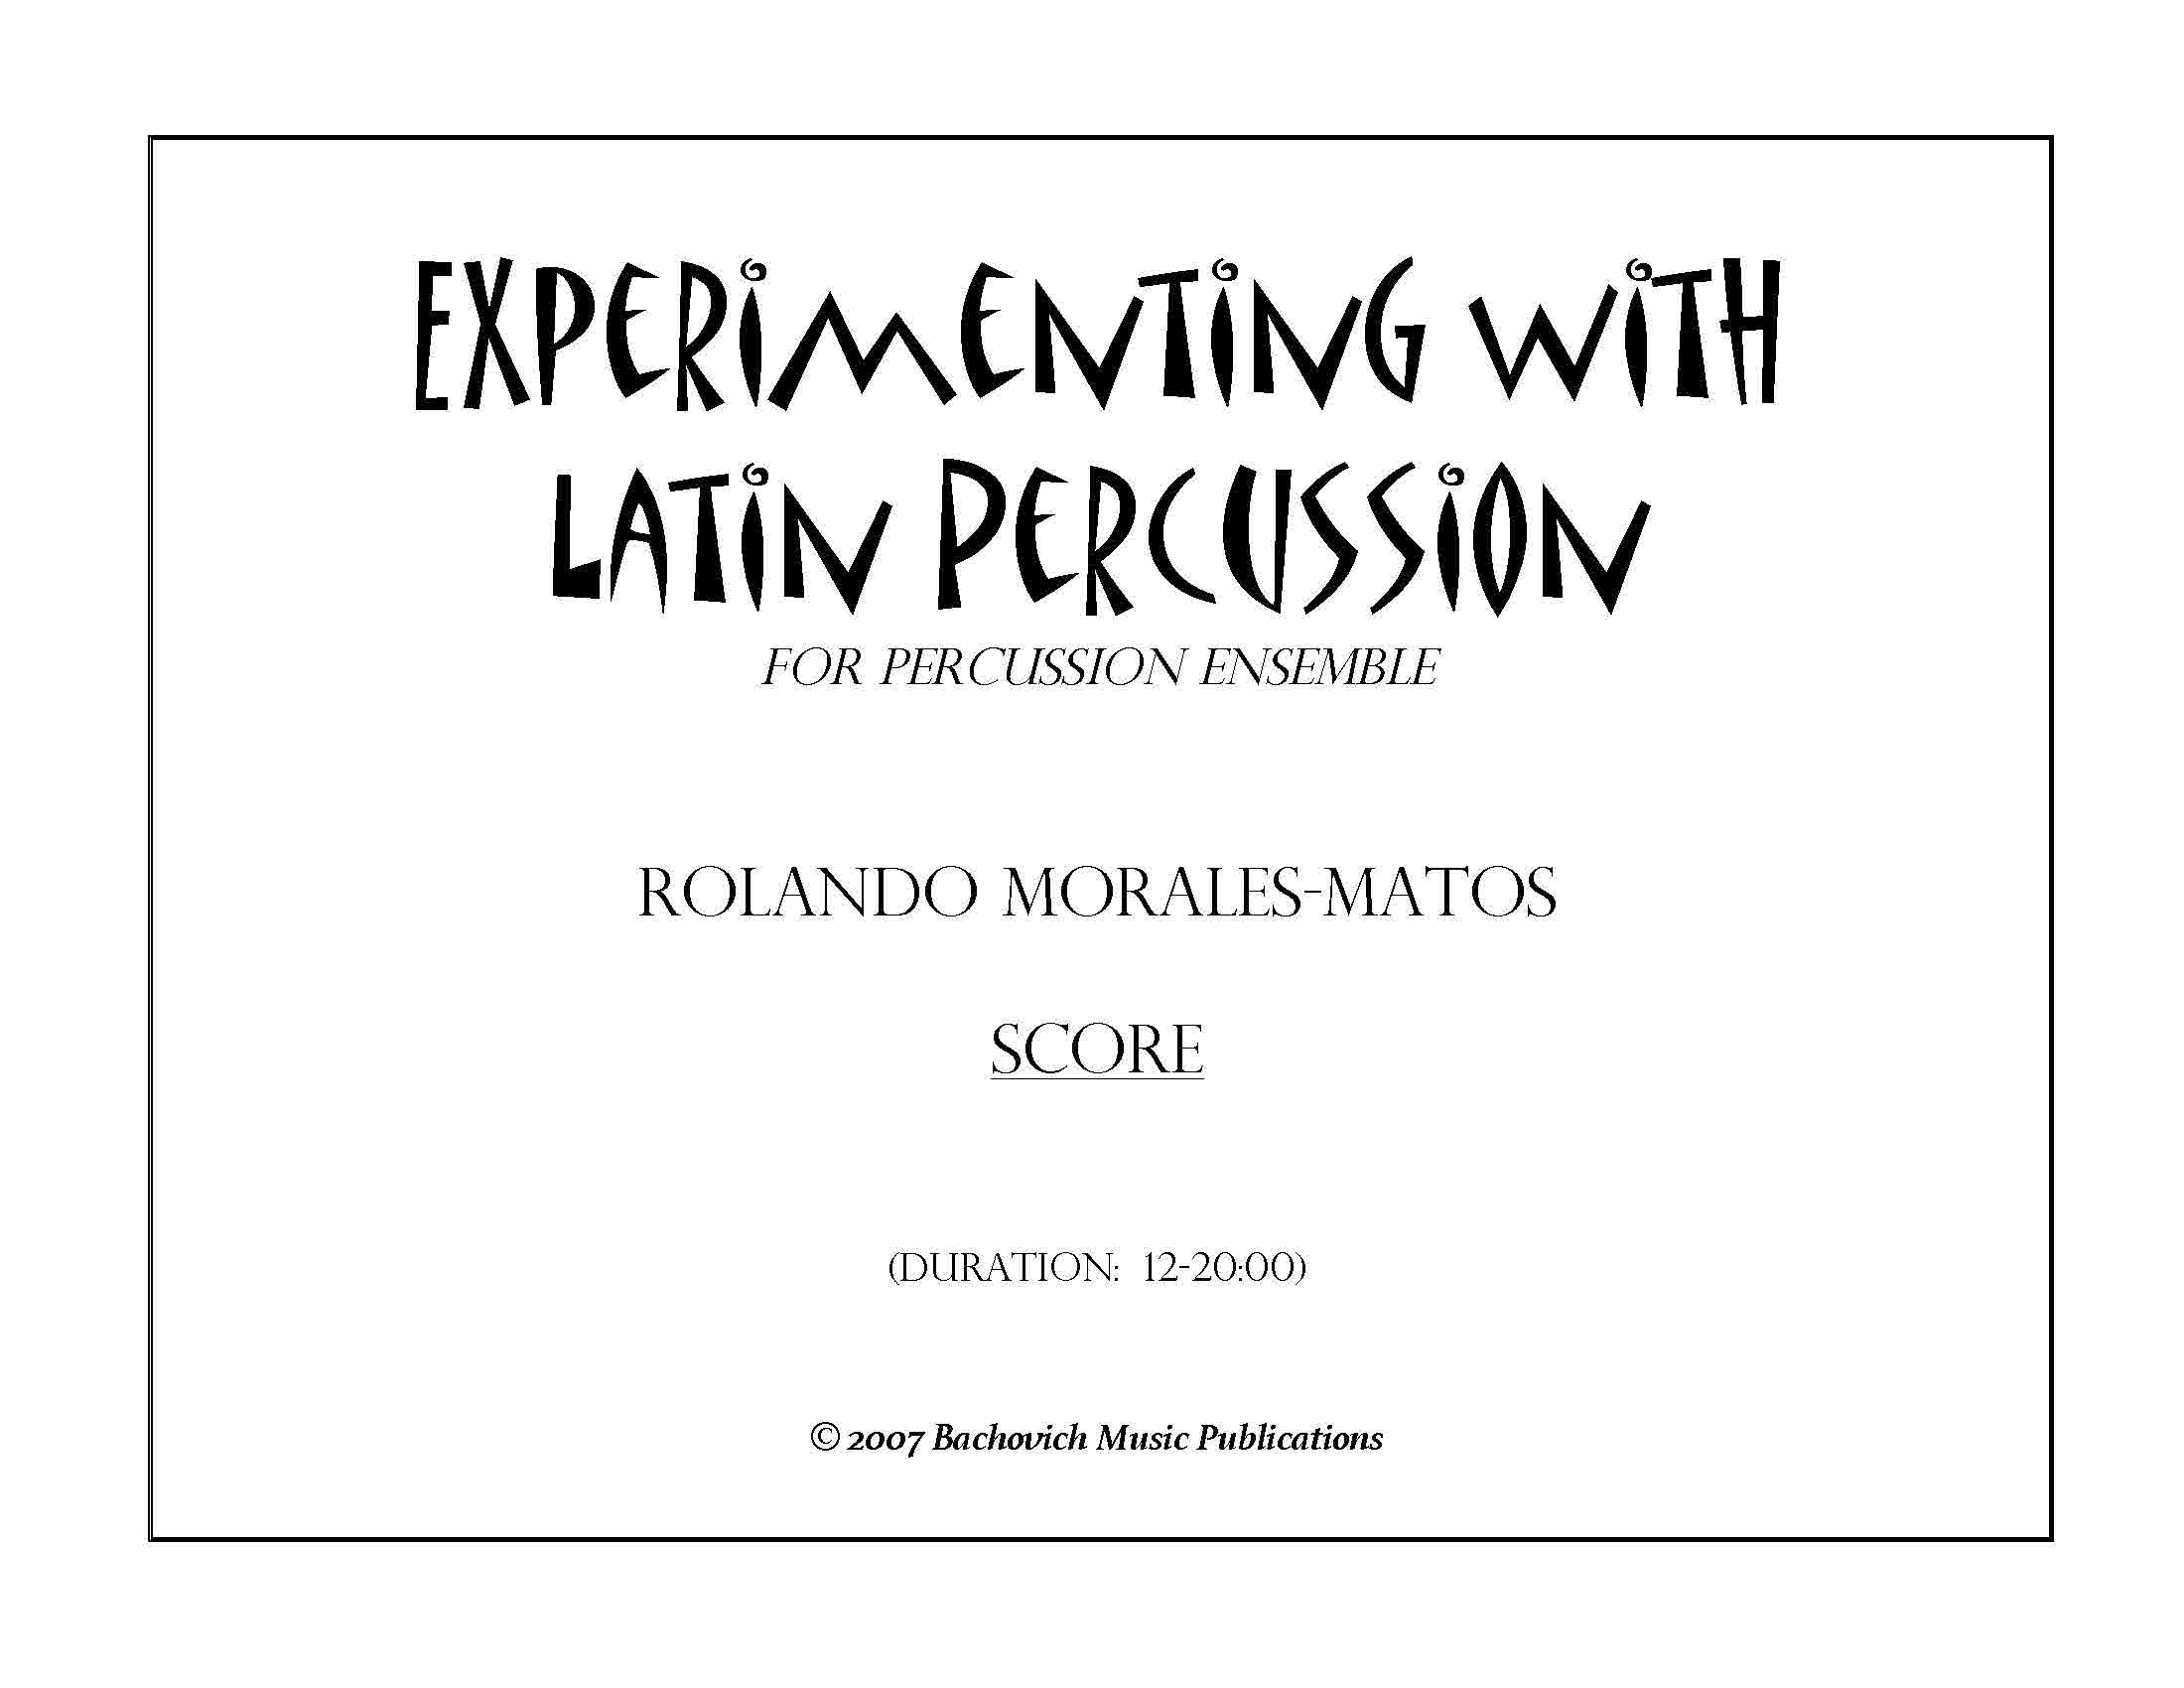 EXPERiMENTiNG WiTH
LATiN PERCUSSiON
FOR PERCUSSION ENSEMBLE
ROLANDO MORALES-MATOS
SCORE
(DURATION: 12-20:00)
© 2007 Bachovich Music Publications